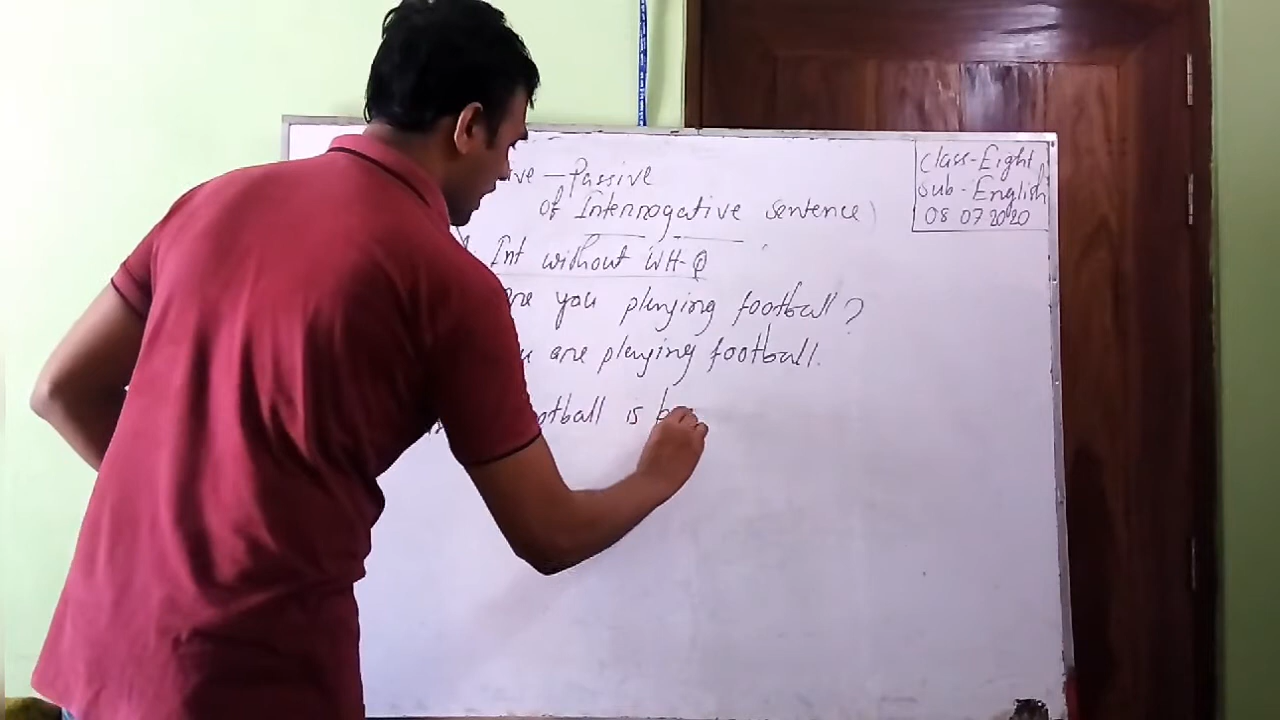 Passive
of Interrogative sentence
Int without WH-Q
are you playing football?
are playing football.
is
Class-Eight
Sub-English
08 07 2020